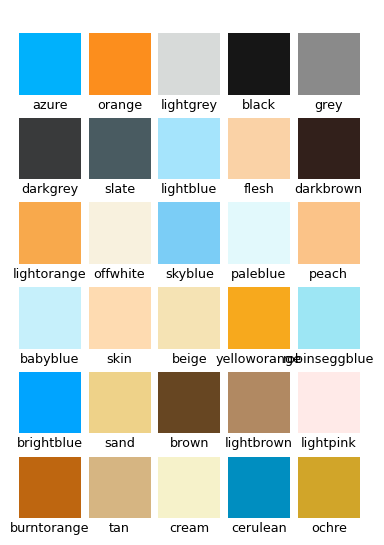 azure orange lightgrey black grey
darkgrey slate lightblue flesh darkbrown
lightorange offwhite skyblue paleblue peach
babyblue skin beige yelloworange robinseggblue
brightblue sand brown lightbrown lightpink
burntorange tan cream cerulean ochre